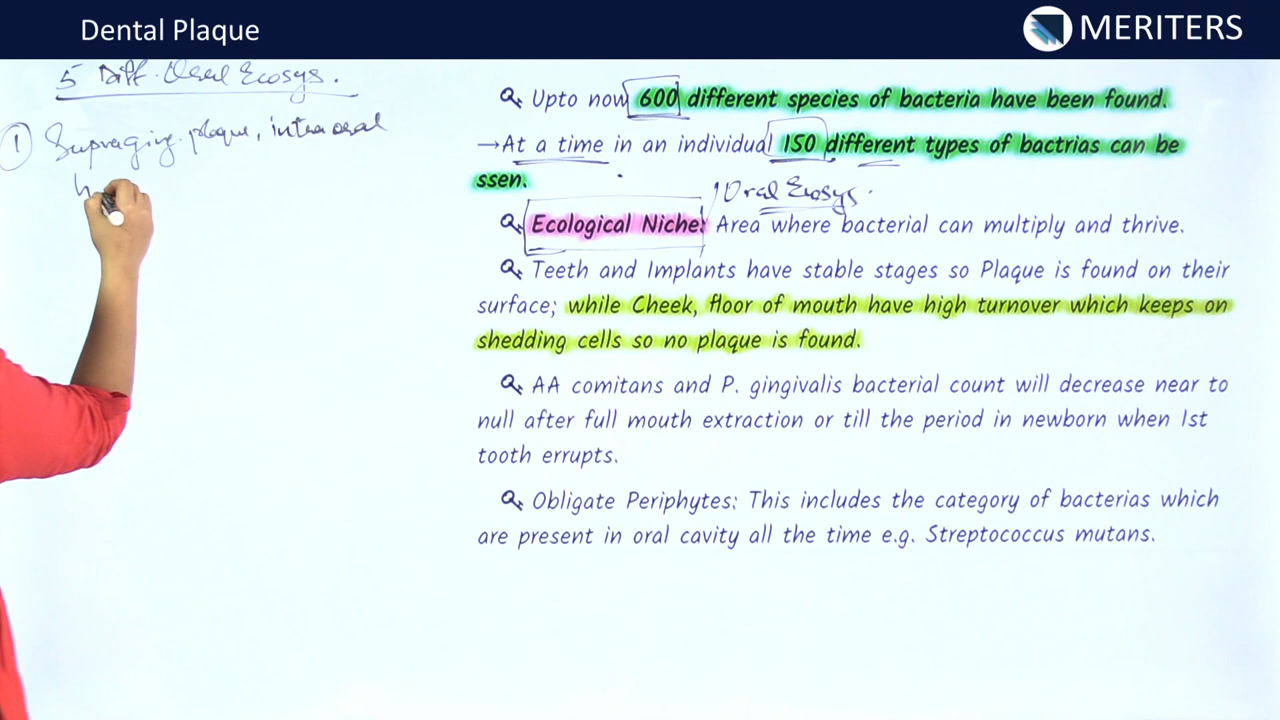 Dental Plaque
MERITERS
5 Diff. Oral Ecosys.
① Supraging. plaque, intraoral
h
Q. Upto now 600 different species of bacteria have been found.
→At a time in an individual 150 different types of bactrias can be
ssen.
Oral Ecosys.
Q. Ecological Niche: Area where bacterial can multiply and thrive.
Q. Teeth and Implants have stable stages so Plaque is found on their
surface; while Cheek, floor of mouth have high turnover which keeps on
shedding cells so no plaque is found.
Q. AA comitans and P. gingivalis bacterial count will decrease near to
null after full mouth extraction or till the period in newborn when 1st
tooth errupts.
Q. Obligate Periphytes: This includes the category of bacterias which
are present in oral cavity all the time e.g. Streptococcus mutans.